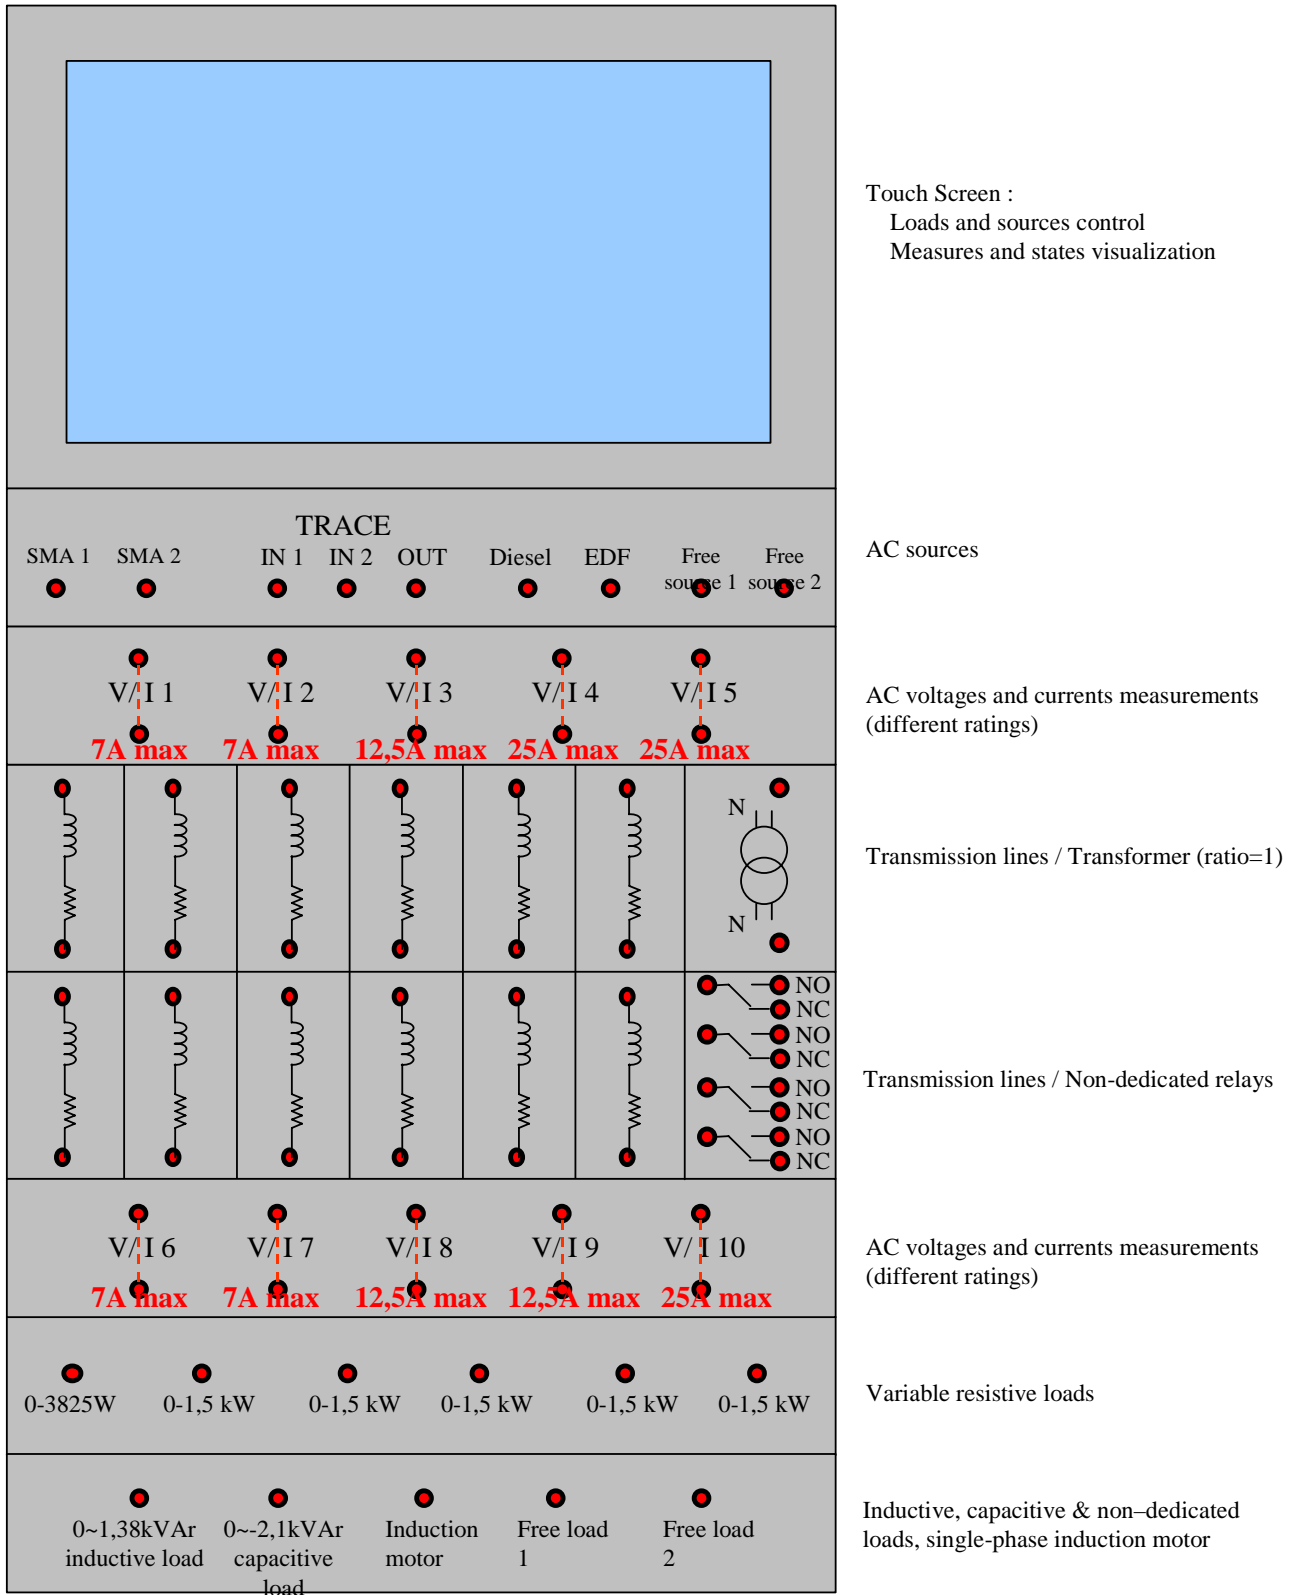 Touch Screen :
Loads and sources control
Measures and states visualization
TRACE
SMA 1 SMA 2 IN 1 IN 2 OUT Diesel EDF Free Free
source 1 source 2
AC sources
V/ I 1 V/ I 2 V/ I 3 V/ I 4 V/ I 5
7A max 7A max 12,5A max 25A max 25A max
AC voltages and currents measurements
(different ratings)
N
N
Transmission lines / Transformer (ratio=1)
NO
NC
NO
NC
NO
NC
NO
NC
Transmission lines / Non-dedicated relays
V/ I 6 V/ I 7 V/ I 8 V/ I 9 V/ I 10
7A max 7A max 12,5A max 12,5A max 25A max
AC voltages and currents measurements
(different ratings)
0-3825W 0-1,5 kW 0-1,5 kW 0-1,5 kW 0-1,5 kW 0-1,5 kW
Variable resistive loads
0~1,38kVAr
inductive load
0~-2,1kVAr
capacitive
load
Induction
motor
Free load
1
Free load
2
Inductive, capacitive & non–dedicated
loads, single-phase induction motor